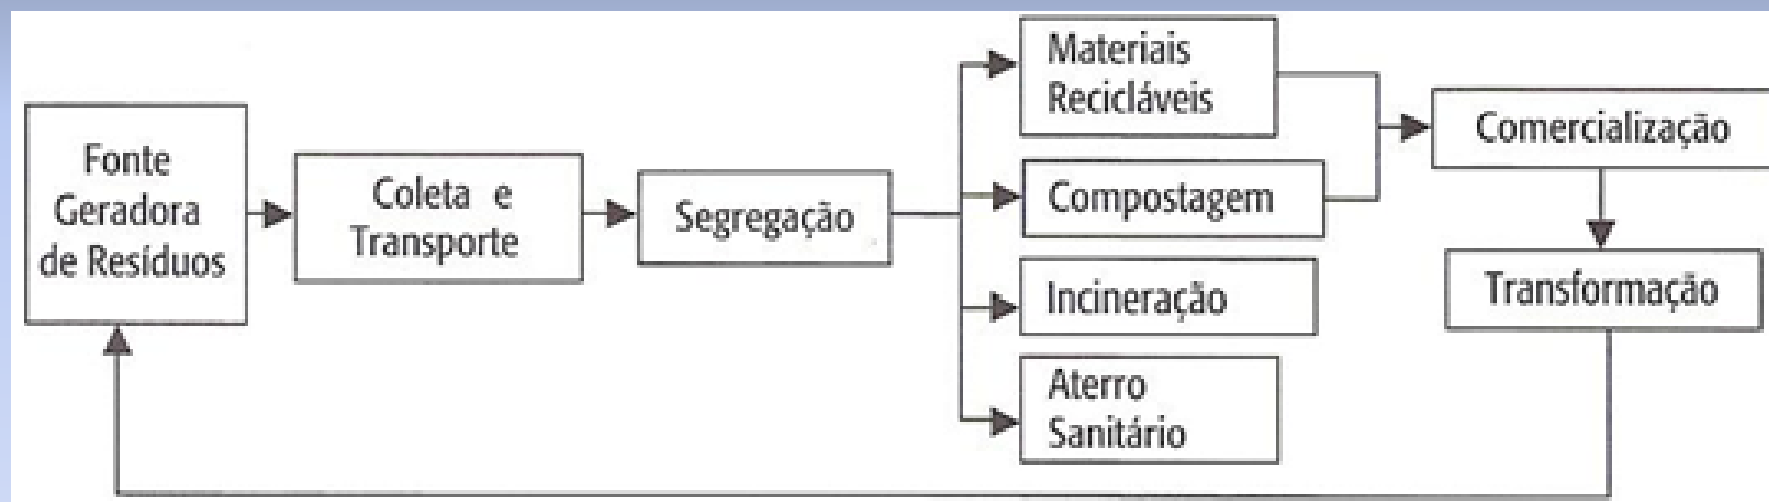 Fonte
Geradora
de Resíduos
Coleta e
Transporte
Segregação
Materiais
Recicláveis
Compostagem
Incineração
Aterro
Sanitário
Comercialização
Transformação